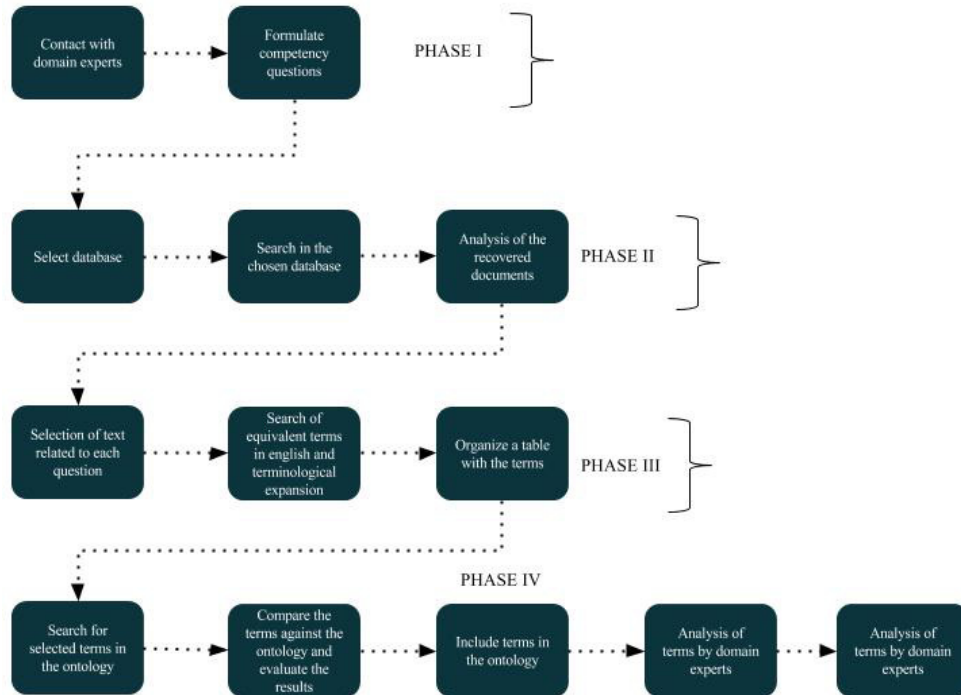 Contact with
domain experts
Formulate
competency
questions
PHASE I
Select database
Search in the
chosen database
Analysis of the
recovered
documents
PHASE II
Selection of text
related to each
question
Search of
equivalent terms
in english and
terminological
expansion
Organize a table
with the terms
PHASE III
PHASE IV
Search for
selected terms in
the ontology
Compare the
terms against the
ontology and
evaluate the
results
Include terms in
the ontology
Analysis of
terms by domain
experts
Analysis of
terms by domain
experts